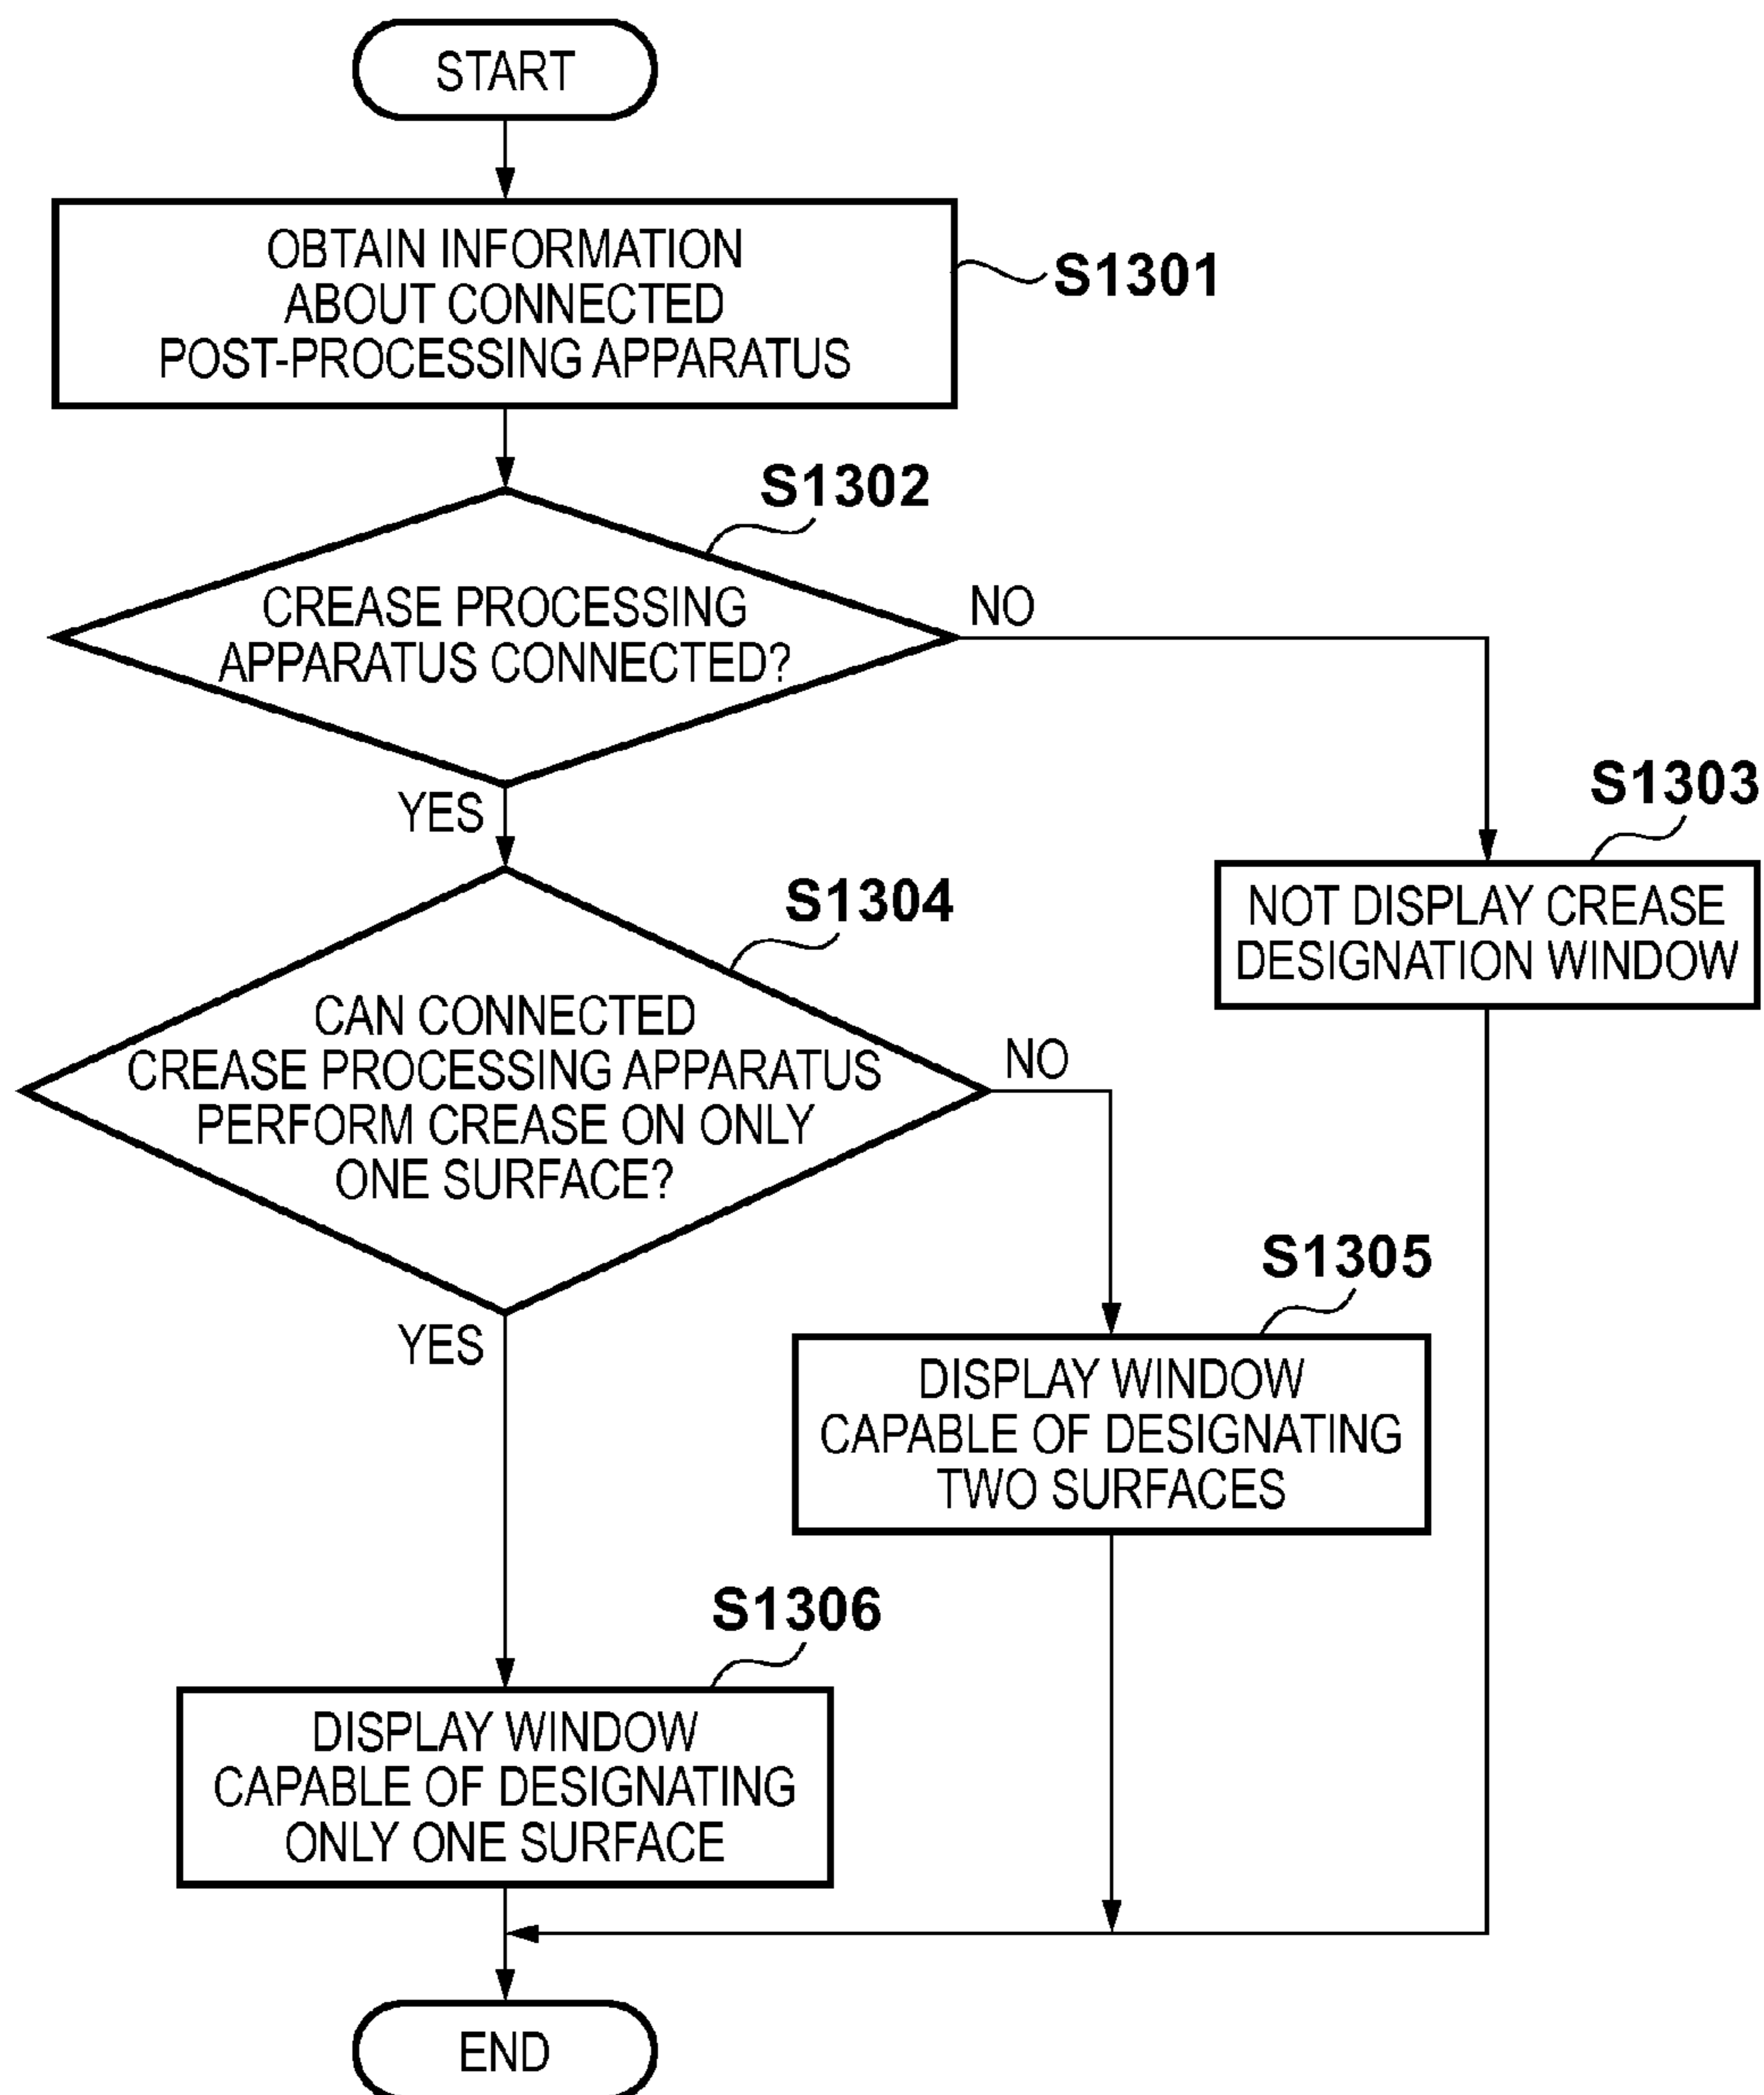 START
OBTAIN INFORMATION
ABOUT CONNECTED
POST-PROCESSING APPARATUS
S1301
S1302
CREASE PROCESSING
APPARATUS CONNECTED?
NO
YES
S1303
NOT DISPLAY CREASE
DESIGNATION WINDOW
S1304
CAN CONNECTED
CREASE PROCESSING APPARATUS
PERFORM CREASE ON ONLY
ONE SURFACE?
NO
YES
S1305
DISPLAY WINDOW
CAPABLE OF DESIGNATING
TWO SURFACES
S1306
DISPLAY WINDOW
CAPABLE OF DESIGNATING
ONLY ONE SURFACE
END